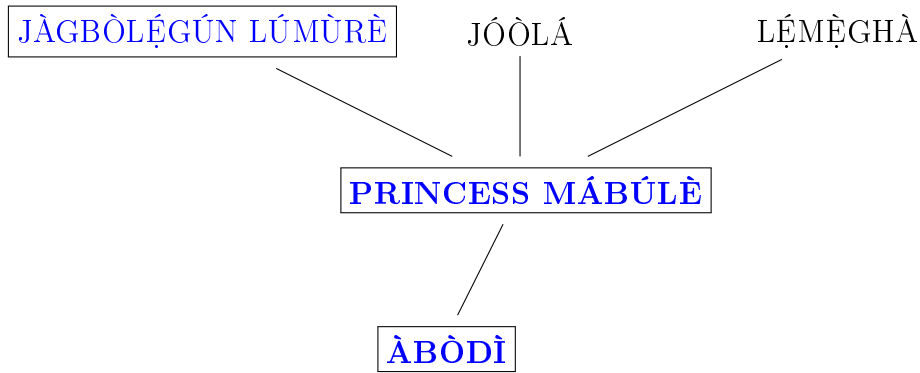 JÀGBÒLẸ́GÚN LÚMÙRÈ
JÓÒLÁ
LẸ́MẸ̀GHÀ
PRINCESS MÁBÚLÈ
ÀBÒDÌ